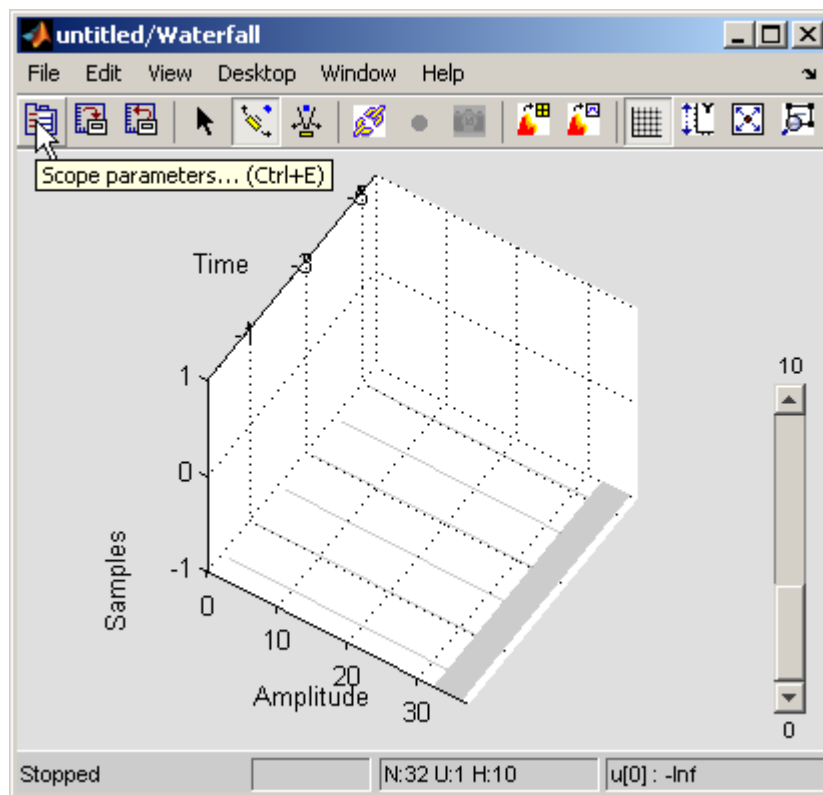 untitled/Waterfall
File Edit View Desktop Window Help
Scope parameters... (Ctrl+E)
Time
-3
-1
1
0
-1
Samples
0
10
20
30
Amplitude
10
0
Stopped
N:32 U:1 H:10
u[0] : -Inf